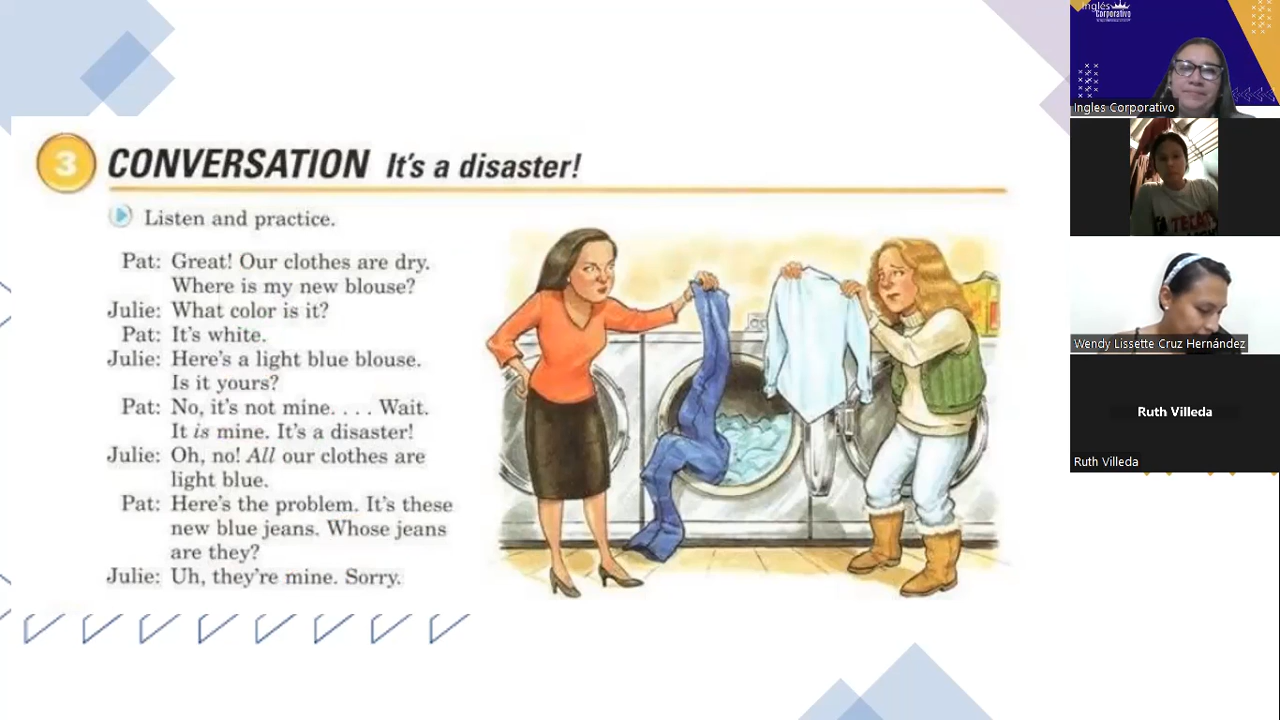 3 CONVERSATION It's a disaster!
Listen and practice.
Pat: Great! Our clothes are dry.
Where is my new blouse?
Julie: What color is it?
Pat: It's white.
Julie: Here's a light blue blouse.
Is it yours?
Pat: No, it's not mine. . . . Wait.
It is mine. It's a disaster!
Julie: Oh, no! All our clothes are
light blue.
Pat: Here's the problem. It's these
new blue jeans. Whose jeans
are they?
Julie: Uh, they're mine. Sorry.
Inglés
Corporativo
Ingles Corporativo
Wendy Lissette Cruz Hernández
Ruth Villeda
Ruth Villeda